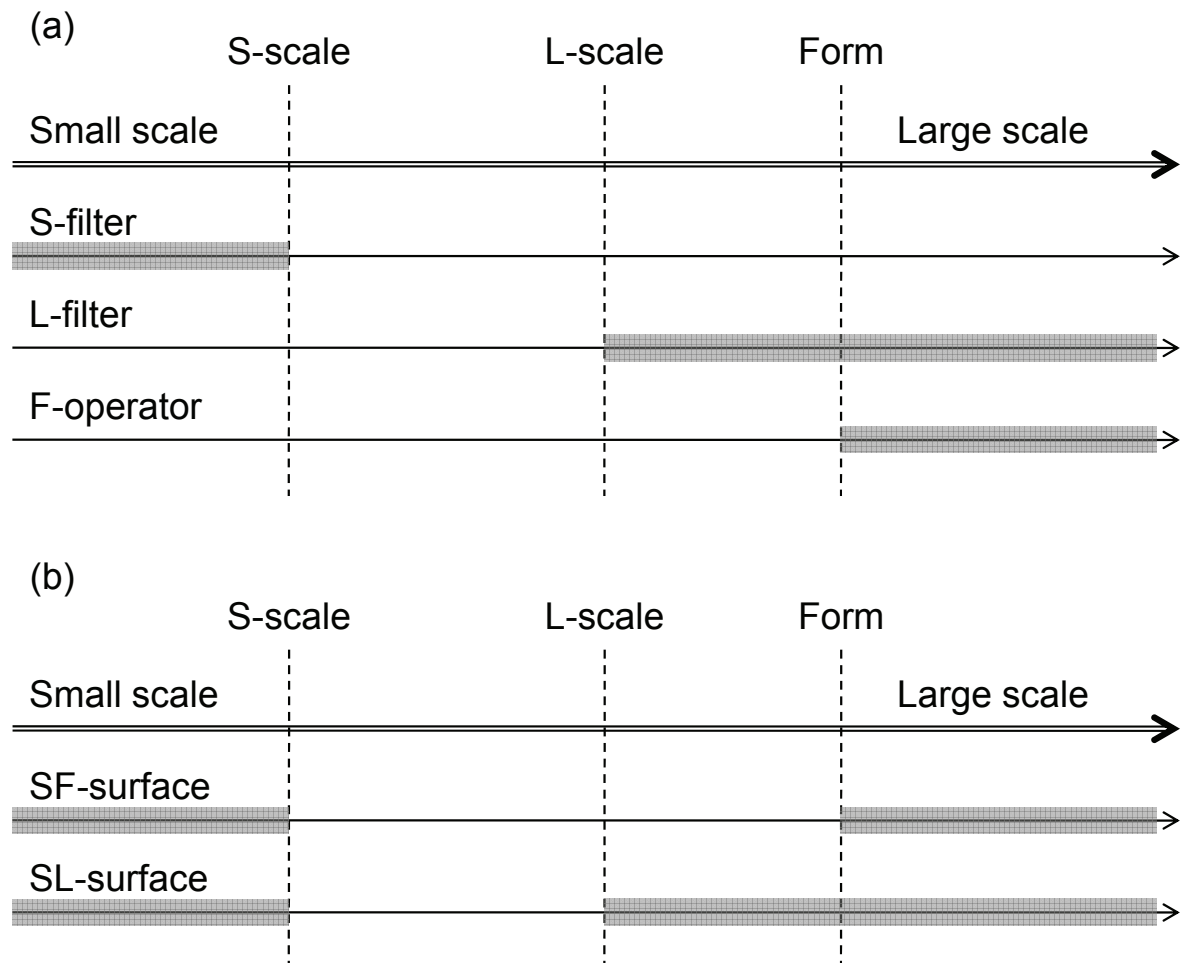 (a)
S-scale L-scale Form
Small scale Large scale
S-filter
L-filter
F-operator
(b)
S-scale L-scale Form
Small scale Large scale
SF-surface
SL-surface